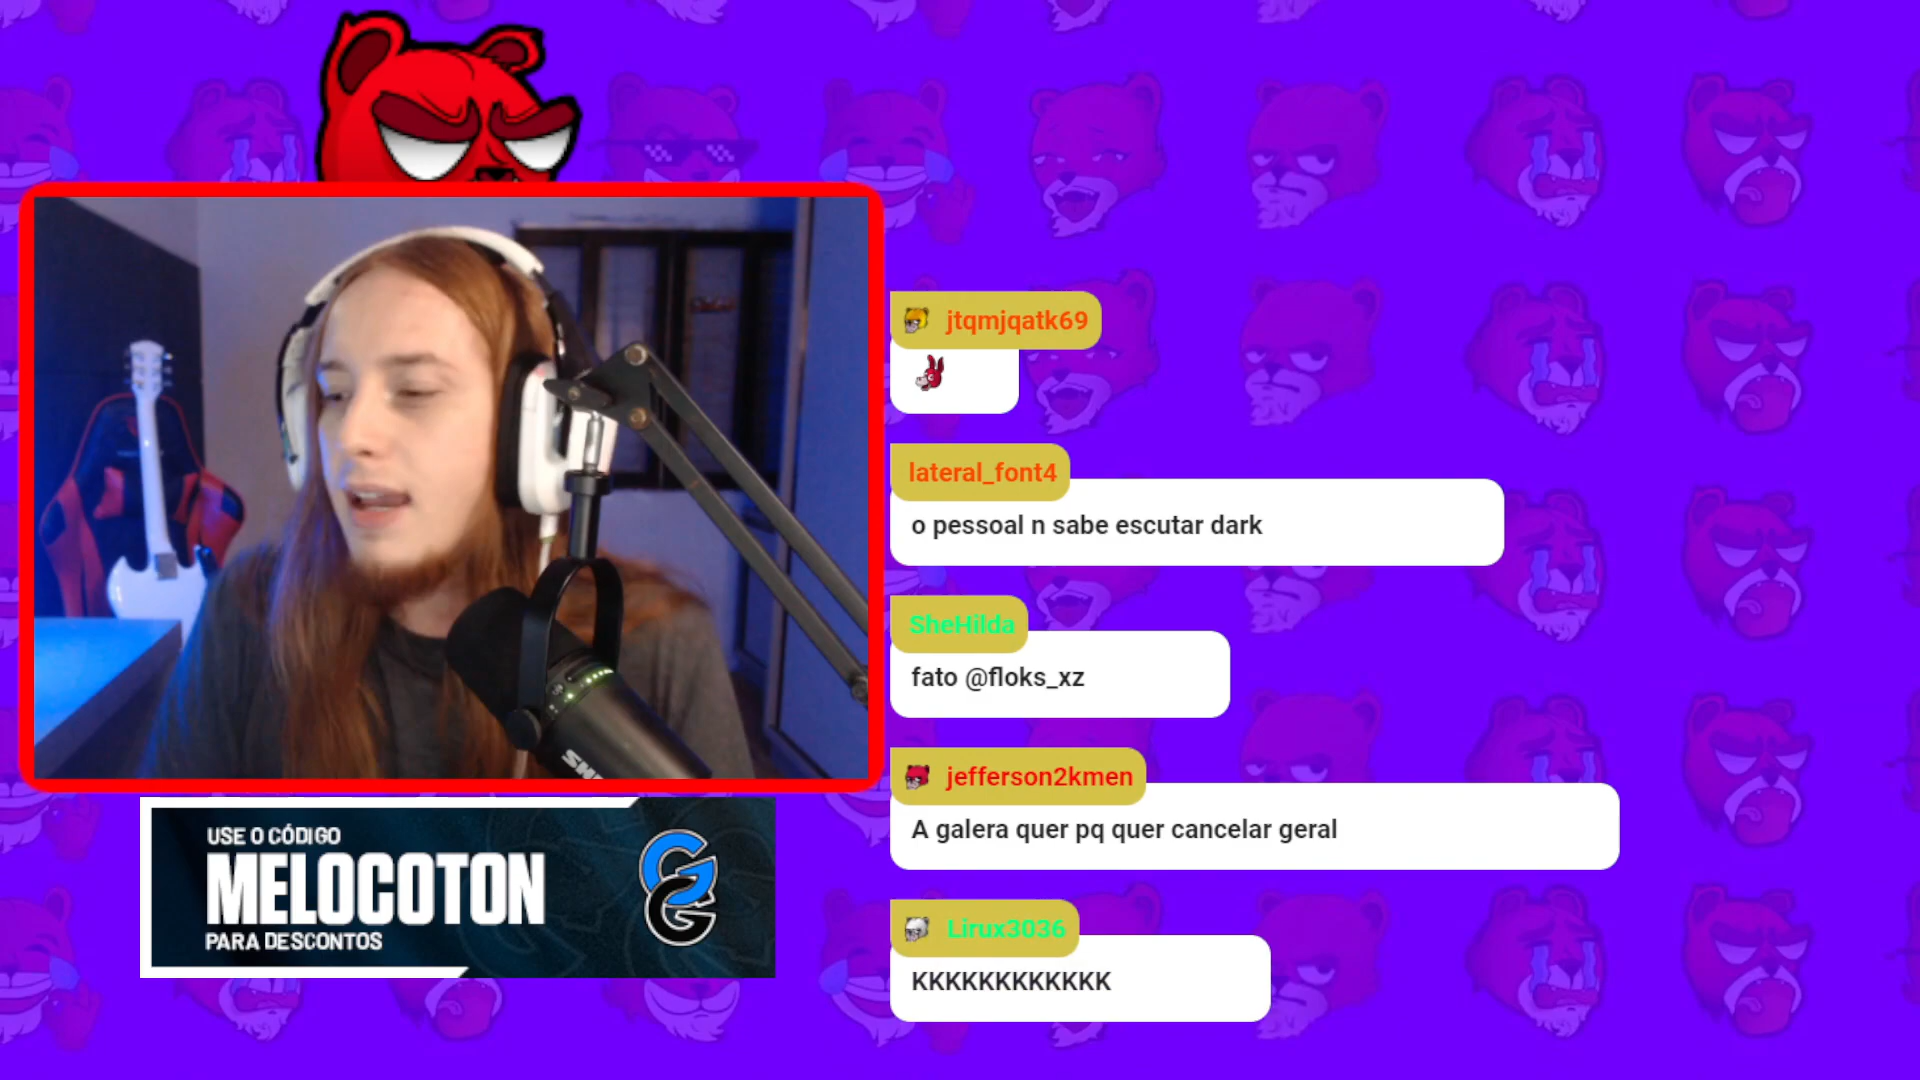 jtqmjqatk69
lateral_font4
o pessoal n sabe escutar dark
SheHilda
fato @floks_xz
jefferson2kmen
A galera quer pq quer cancelar geral
Lirux3036
KKKKKKKKKKKK
USE O CÓDIGO
MELOCOTON
PARA DESCONTOS
GG